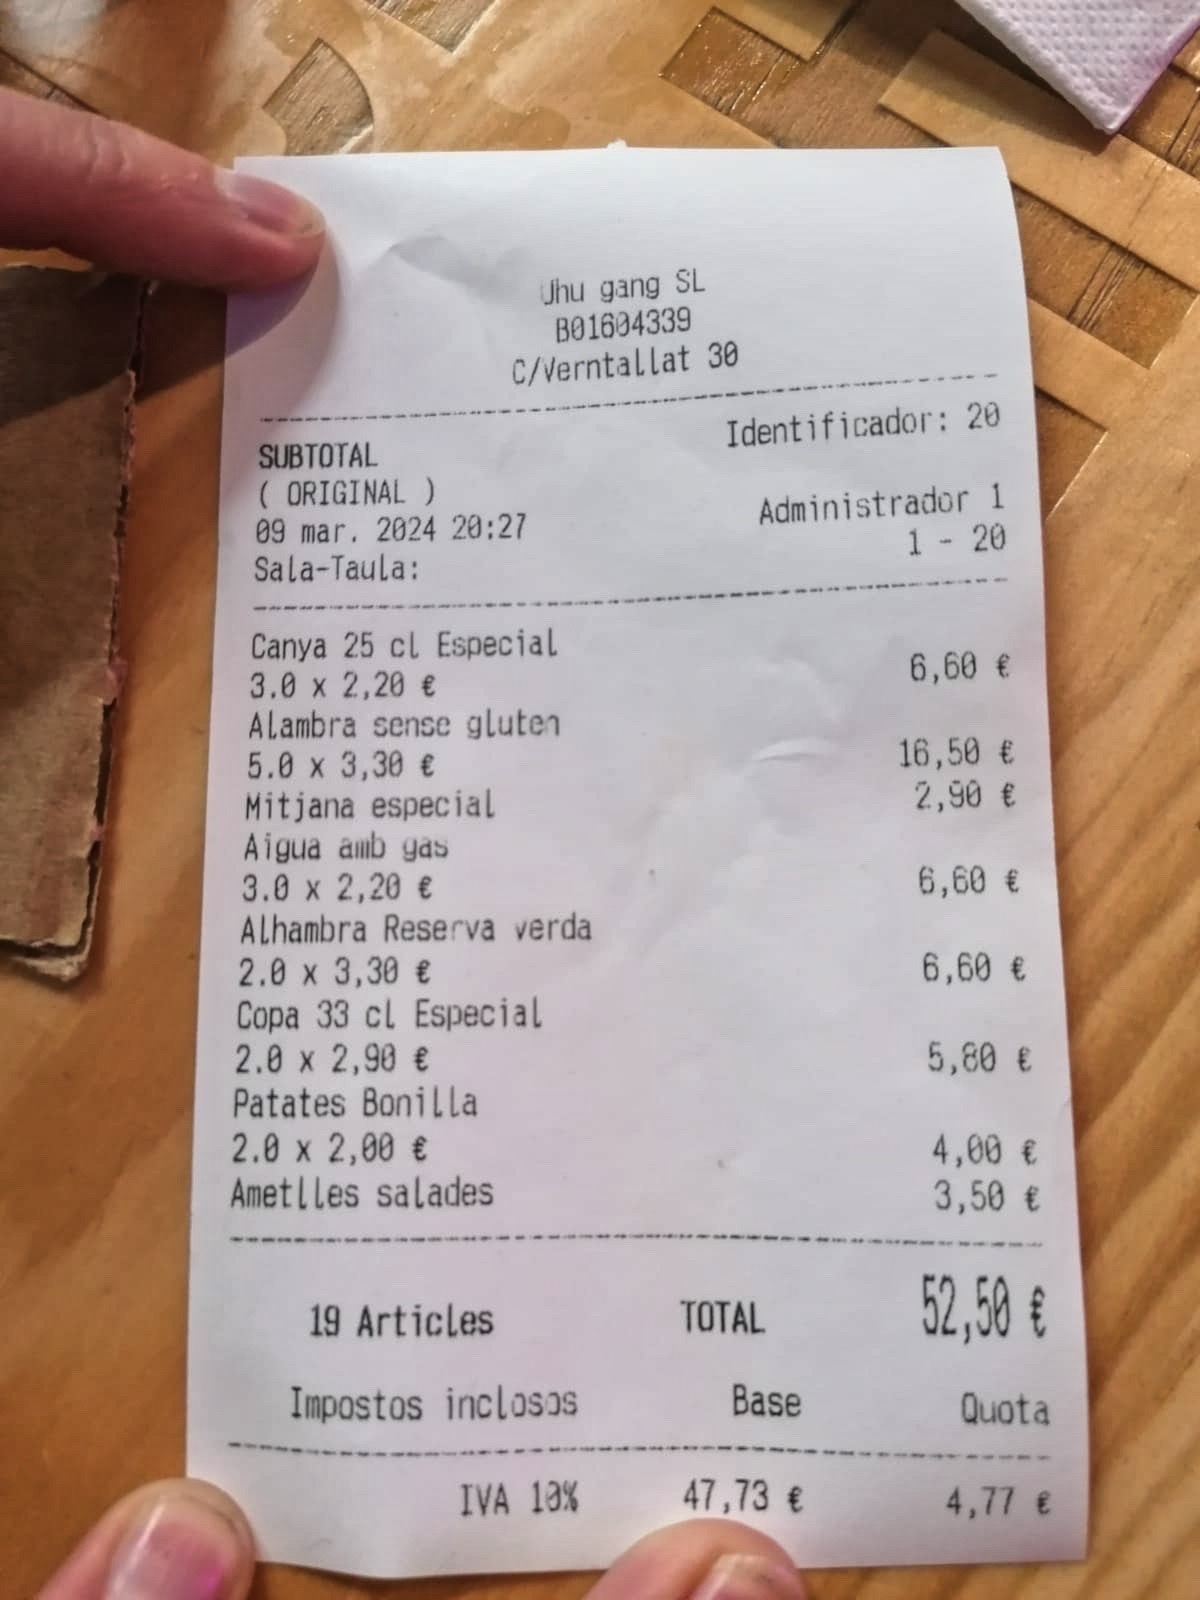 Uhu gang SL
B01604339
C/Verntallat 30
SUBTOTAL Identificador: 20
( ORIGINAL )
09 mar. 2024 20:27 Administrador 1
Sala-Taula: 1 - 20
Canya 25 cl Especial
3.0 x 2,20 € 6,60 €
Alambra sense gluten
5.0 x 3,30 € 16,50 €
Mitjana especial 2,90 €
Aigua amb gas
3.0 x 2,20 € 6,60 €
Alhambra Reserva verda
2.0 x 3,30 € 6,60 €
Copa 33 cl Especial
2.0 x 2,90 € 5,80 €
Patates Bonilla
2.0 x 2,00 € 4,00 €
Ametlles salades 3,50 €
19 Articles TOTAL 52,50 €
Impostos inclosos Base Quota
IVA 10% 47,73 € 4,77 €